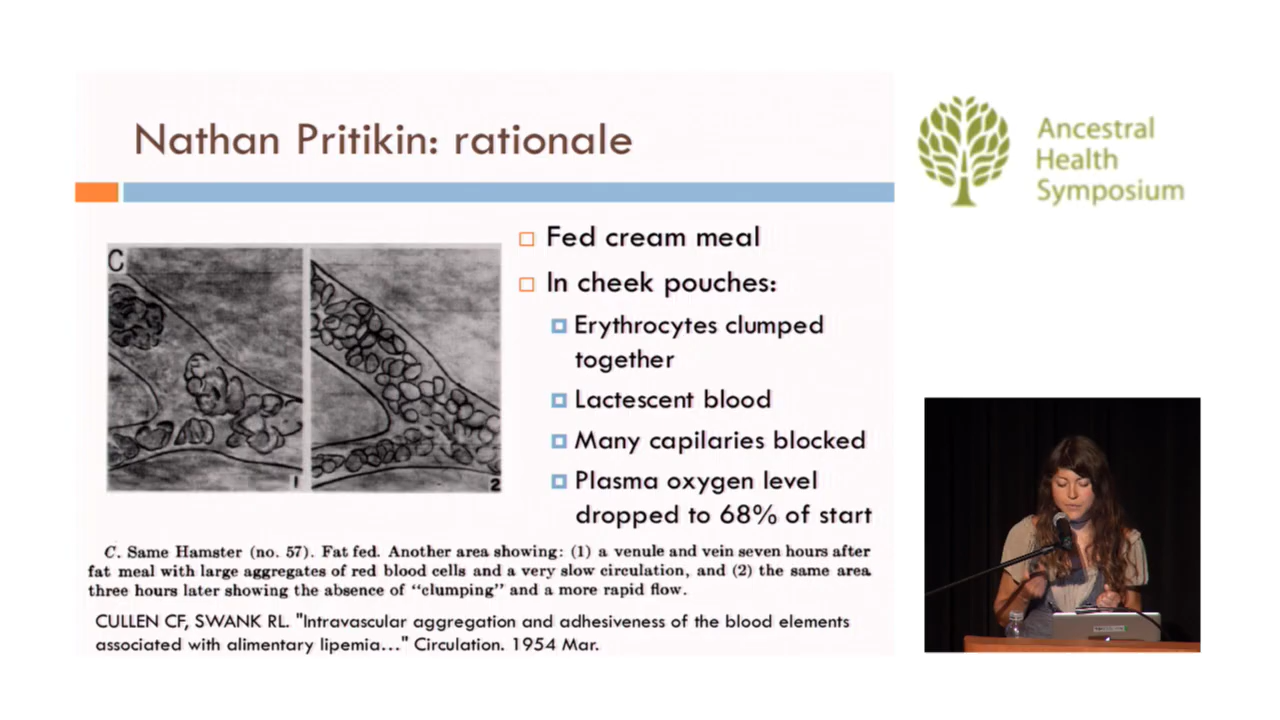 Nathan Pritikin: rationale
Ancestral
Health
Symposium
C
1
2
Fed cream meal
In cheek pouches:
Erythrocytes clumped
together
Lactescent blood
Many capilaries blocked
Plasma oxygen level
dropped to 68% of start
C. Same Hamster (no. 57). Fat fed. Another area showing: (1) a venule and vein seven hours after
fat meal with large aggregates of red blood cells and a very slow circulation, and (2) the same area
three hours later showing the absence of "clumping" and a more rapid flow.
CULLEN CF, SWANK RL. "Intravascular aggregation and adhesiveness of the blood elements
associated with alimentary lipemia…" Circulation. 1954 Mar.